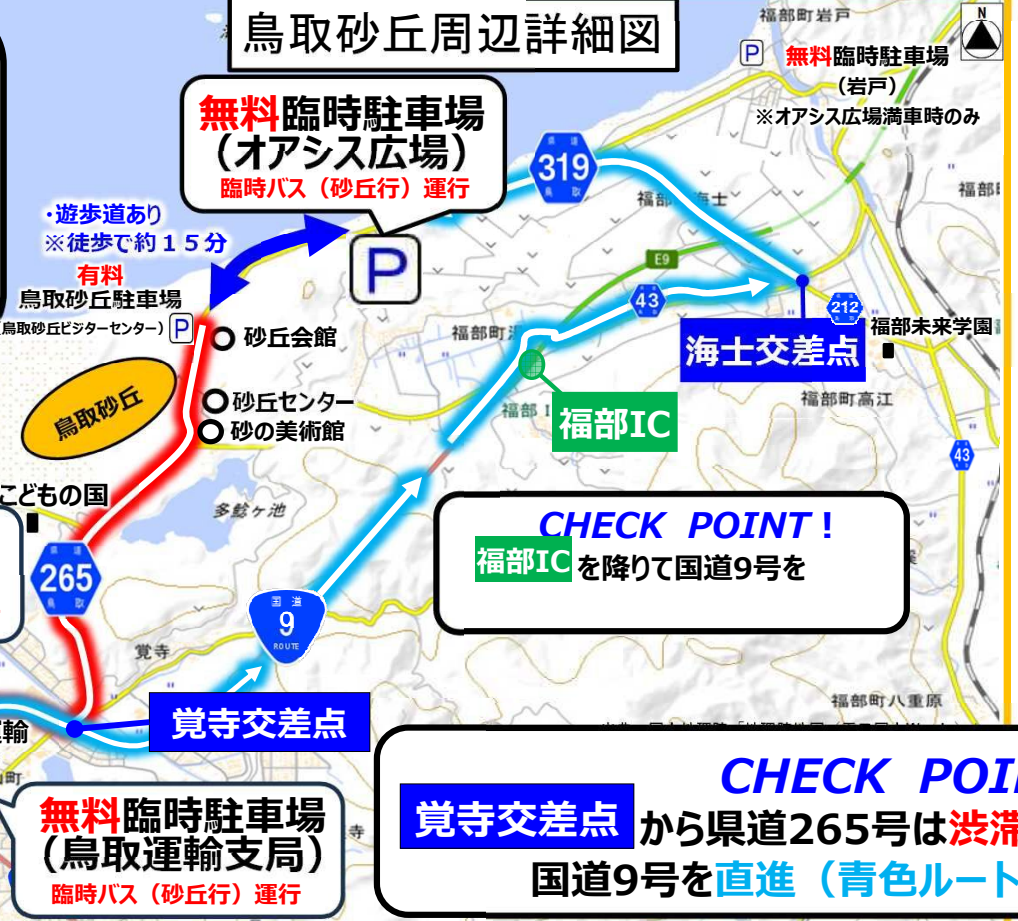 鳥取砂丘周辺詳細図
福部町岩戸
N
P
無料臨時駐車場
(岩戸)
※オアシス広場満車時のみ
無料臨時駐車場
(オアシス広場)
臨時バス(砂丘行)運行
県道
319
鳥取
・遊歩道あり
※徒歩で約15分
P
E9
43
212
有料
鳥取砂丘駐車場
鳥取砂丘ビジターセンター)
P
砂丘会館
海士交差点
福部未来学園
福部町高江
鳥取砂丘
砂丘センター
砂の美術館
福部IC
43
こどもの国
多鯰ヶ池
CHECK POINT!
福部ICを降りて国道9号を
県道
265
鳥取
国道
9
ROUTE
覚寺
福部町八重原
覚寺交差点
無料臨時駐車場
(鳥取運輸支局)
臨時バス(砂丘行)運行
CHECK POI
覚寺交差点から県道265号は渋滞
国道9号を直進(青色ルート